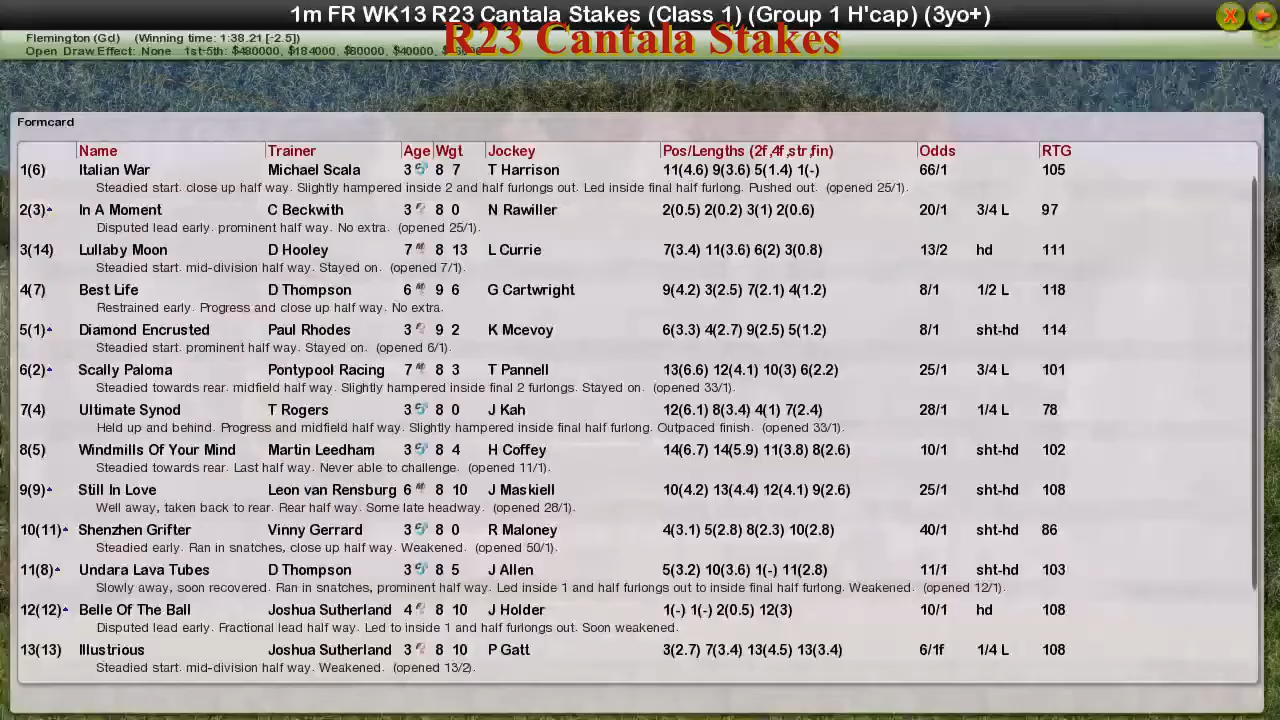 1m FR WK13 R23 Cantala Stakes (Class 1) (Group 1 H'cap) (3yo+)
R23 Cantala Stakes
Flemington (Gd) (Winning time: 1:38.21 [-2.5])
Open Draw Effect: None 1st-5th: $480000, $184000, $80000, $40000,
Formcard
Name Trainer Age Wgt Jockey Pos/Lengths (2f,4f,str,fin) Odds RTG
1(6) Italian War Michael Scala 3 8 7 T Harrison 11(4.6) 9(3.6) 5(1.4) 1(-) 66/1 105
Steadied start. close up half way. Slightly hampered inside 2 and half furlongs out. Led inside final half furlong. Pushed out. (opened 25/1).
2(3) In A Moment C Beckwith 3 8 0 N Rawiller 2(0.5) 2(0.2) 3(1) 2(0.6) 20/1 3/4 L 97
Disputed lead early. prominent half way. No extra. (opened 25/1).
3(14) Lullaby Moon D Hooley 7 8 13 L Currie 7(3.4) 11(3.6) 6(2) 3(0.8) 13/2 hd 111
Steadied start. mid-division half way. Stayed on. (opened 7/1).
4(7) Best Life D Thompson 6 9 6 G Cartwright 9(4.2) 3(2.5) 7(2.1) 4(1.2) 8/1 1/2 L 118
Restrained early. Progress and close up half way. No extra.
5(1) Diamond Encrusted Paul Rhodes 3 9 2 K Mcevoy 6(3.3) 4(2.7) 9(2.5) 5(1.2) 8/1 sht-hd 114
Steadied start. prominent half way. Stayed on. (opened 6/1).
6(2) Scally Paloma Pontypool Racing 7 8 3 T Pannell 13(6.6) 12(4.1) 10(3) 6(2.2) 25/1 3/4 L 101
Steadied towards rear. midfield half way. Slightly hampered inside final 2 furlongs. Stayed on. (opened 33/1).
7(4) Ultimate Synod T Rogers 3 8 0 J Kah 12(6.1) 8(3.4) 4(1) 7(2.4) 28/1 1/4 L 78
Held up and behind. Progress and midfield half way. Slightly hampered inside final half furlong. Outpaced finish. (opened 33/1).
8(5) Windmills Of Your Mind Martin Leedham 3 8 4 H Coffey 14(6.7) 14(5.9) 11(3.8) 8(2.6) 10/1 sht-hd 102
Steadied towards rear. Last half way. Never able to challenge. (opened 11/1).
9(9) Still In Love Leon van Rensburg 6 8 10 J Maskiell 10(4.2) 13(4.4) 12(4.1) 9(2.6) 25/1 sht-hd 108
Well away, taken back to rear. Rear half way. Some late headway. (opened 28/1).
10(11) Shenzhen Grifter Vinny Gerrard 3 8 0 R Maloney 4(3.1) 5(2.8) 8(2.3) 10(2.8) 40/1 sht-hd 86
Steadied early. Ran in snatches, close up half way. Weakened. (opened 50/1).
11(8) Undara Lava Tubes D Thompson 3 8 5 J Allen 5(3.2) 10(3.6) 1(-) 11(2.8) 11/1 sht-hd 103
Slowly away, soon recovered. Ran in snatches, prominent half way. Led inside 1 and half furlongs out to inside final half furlong. Weakened. (opened 12/1).
12(12) Belle Of The Ball Joshua Sutherland 4 8 10 J Holder 1(-) 1(-) 2(0.5) 12(3) 10/1 hd 108
Disputed lead early. Fractional lead half way. Led to inside 1 and half furlongs out. Soon weakened.
13(13) Illustrious Joshua Sutherland 3 8 10 P Gatt 3(2.7) 7(3.4) 13(4.5) 13(3.4) 6/1f 1/4 L 108
Steadied start. mid-division half way. Weakened. (opened 13/2).